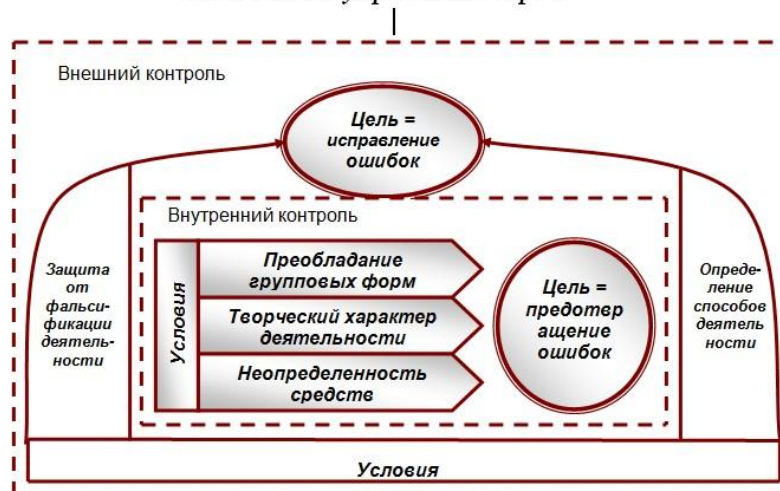 Внешний контроль
Цель =
исправление
ошибок
Внутренний контроль
Защита
от
фальси-
фикации
деятель-
ности
Условия
Преобладание
групповых форм
Творческий характер
деятельности
Неопределенность
средств
Цель =
предотвр
ащение
ошибок
Опреде-
ление
способов
деятель
ности
Условия